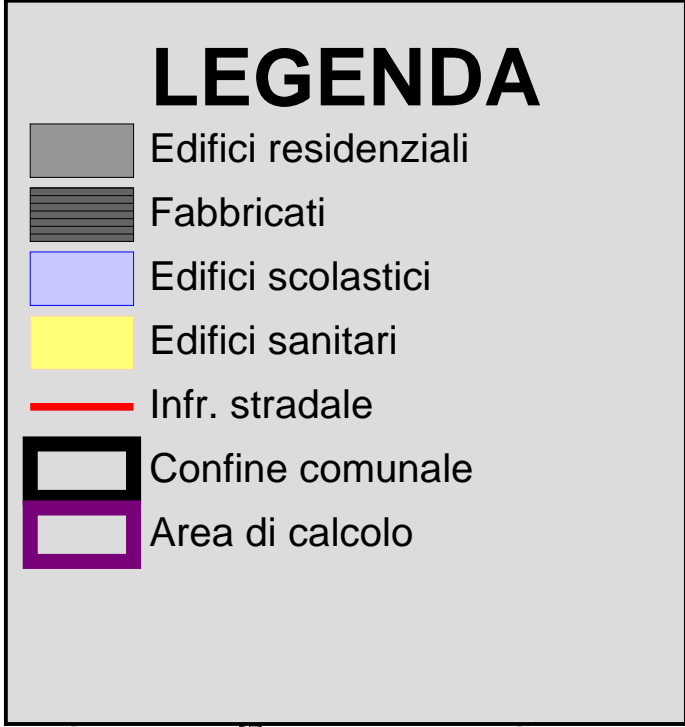 LEGENDA
Edifici residenziali
Fabbricati
Edifici scolastici
Edifici sanitari
Infr. stradale
Confine comunale
Area di calcolo